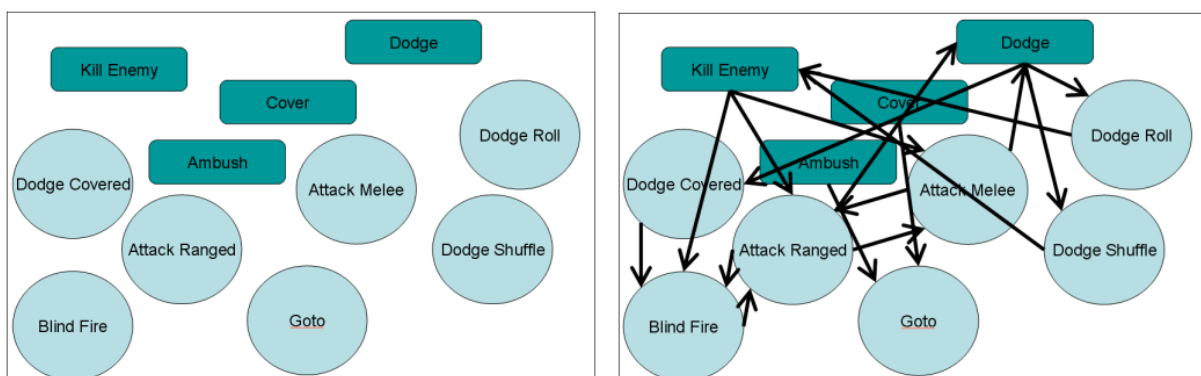 Dodge
Kill Enemy
Cover
Dodge Roll
Ambush
Dodge Covered
Attack Melee
Attack Ranged
Dodge Shuffle
Blind Fire
Goto
Dodge
Kill Enemy
Cover
Dodge Roll
Ambush
Dodge Covered
Attack Melee
Attack Ranged
Dodge Shuffle
Blind Fire
Goto